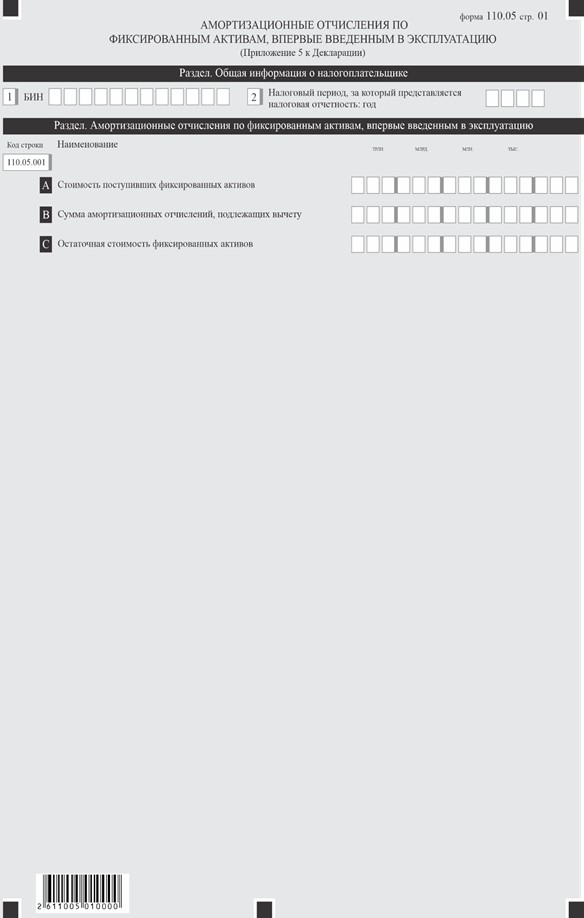 форма 110.05 стр. 01
АМОРТИЗАЦИОННЫЕ ОТЧИСЛЕНИЯ ПО
ФИКСИРОВАННЫМ АКТИВАМ, ВПЕРВЫЕ ВВЕДЕННЫМ В ЭКСПЛУАТАЦИЮ
(Приложение 5 к Декларации)
Раздел. Общая информация о налогоплательщике
1 БИН
2 Налоговый период, за который представляется
налоговая отчетность: год
Раздел. Амортизационные отчисления по фиксированным активам, впервые введенным в эксплуатацию
Код строки Наименование
трлн млрд млн тыс
110.05.001
A Стоимость поступивших фиксированных активов
B Сумма амортизационных отчислений, подлежащих вычету
C Остаточная стоимость фиксированных активов
2 611005 010000